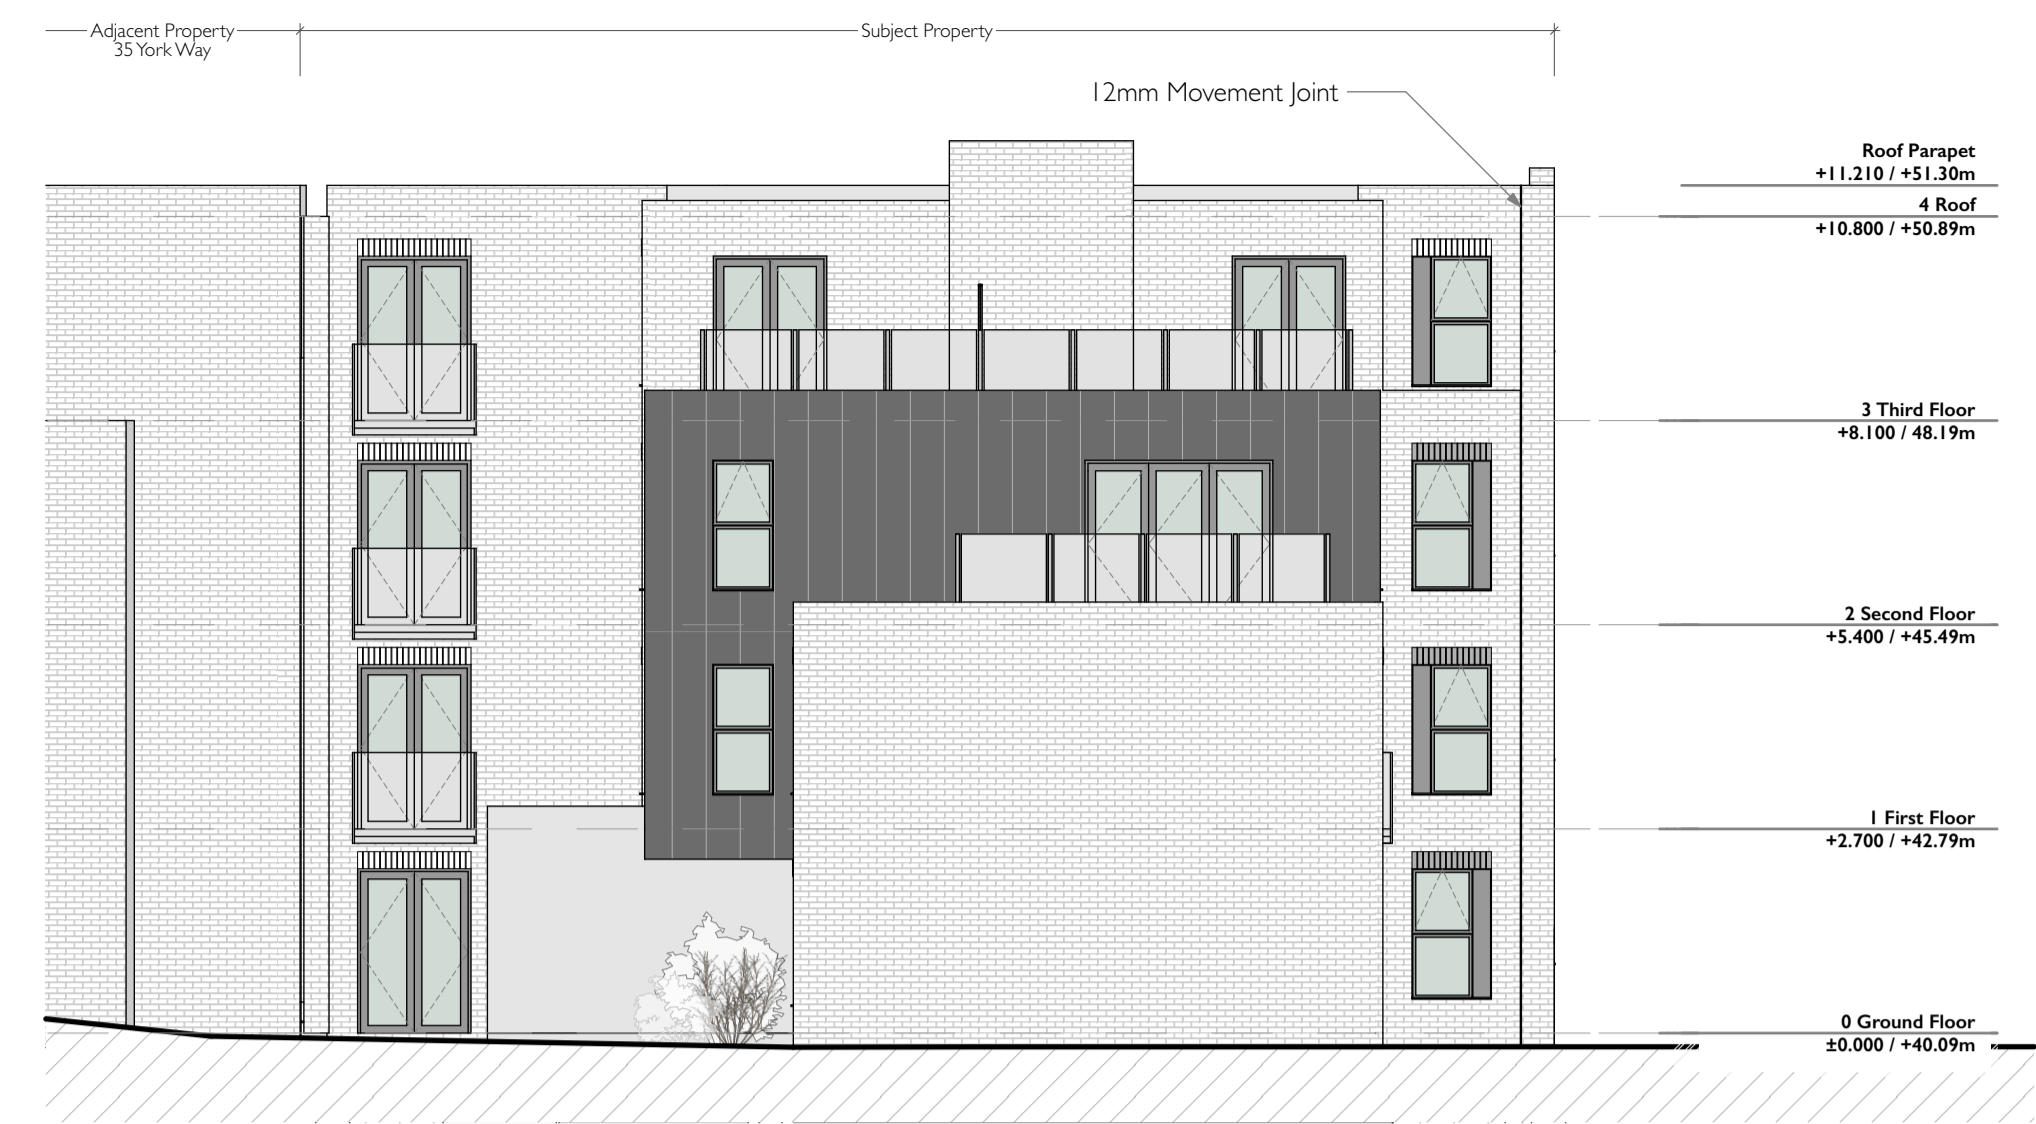 Adjacent Property
35 York Way
Subject Property
12mm Movement Joint
Roof Parapet
+11.210 / +51.30m
4 Roof
+10.800 / +50.89m
3 Third Floor
+8.100 / 48.19m
2 Second Floor
+5.400 / +45.49m
1 First Floor
+2.700 / +42.79m
0 Ground Floor
±0.000 / +40.09m